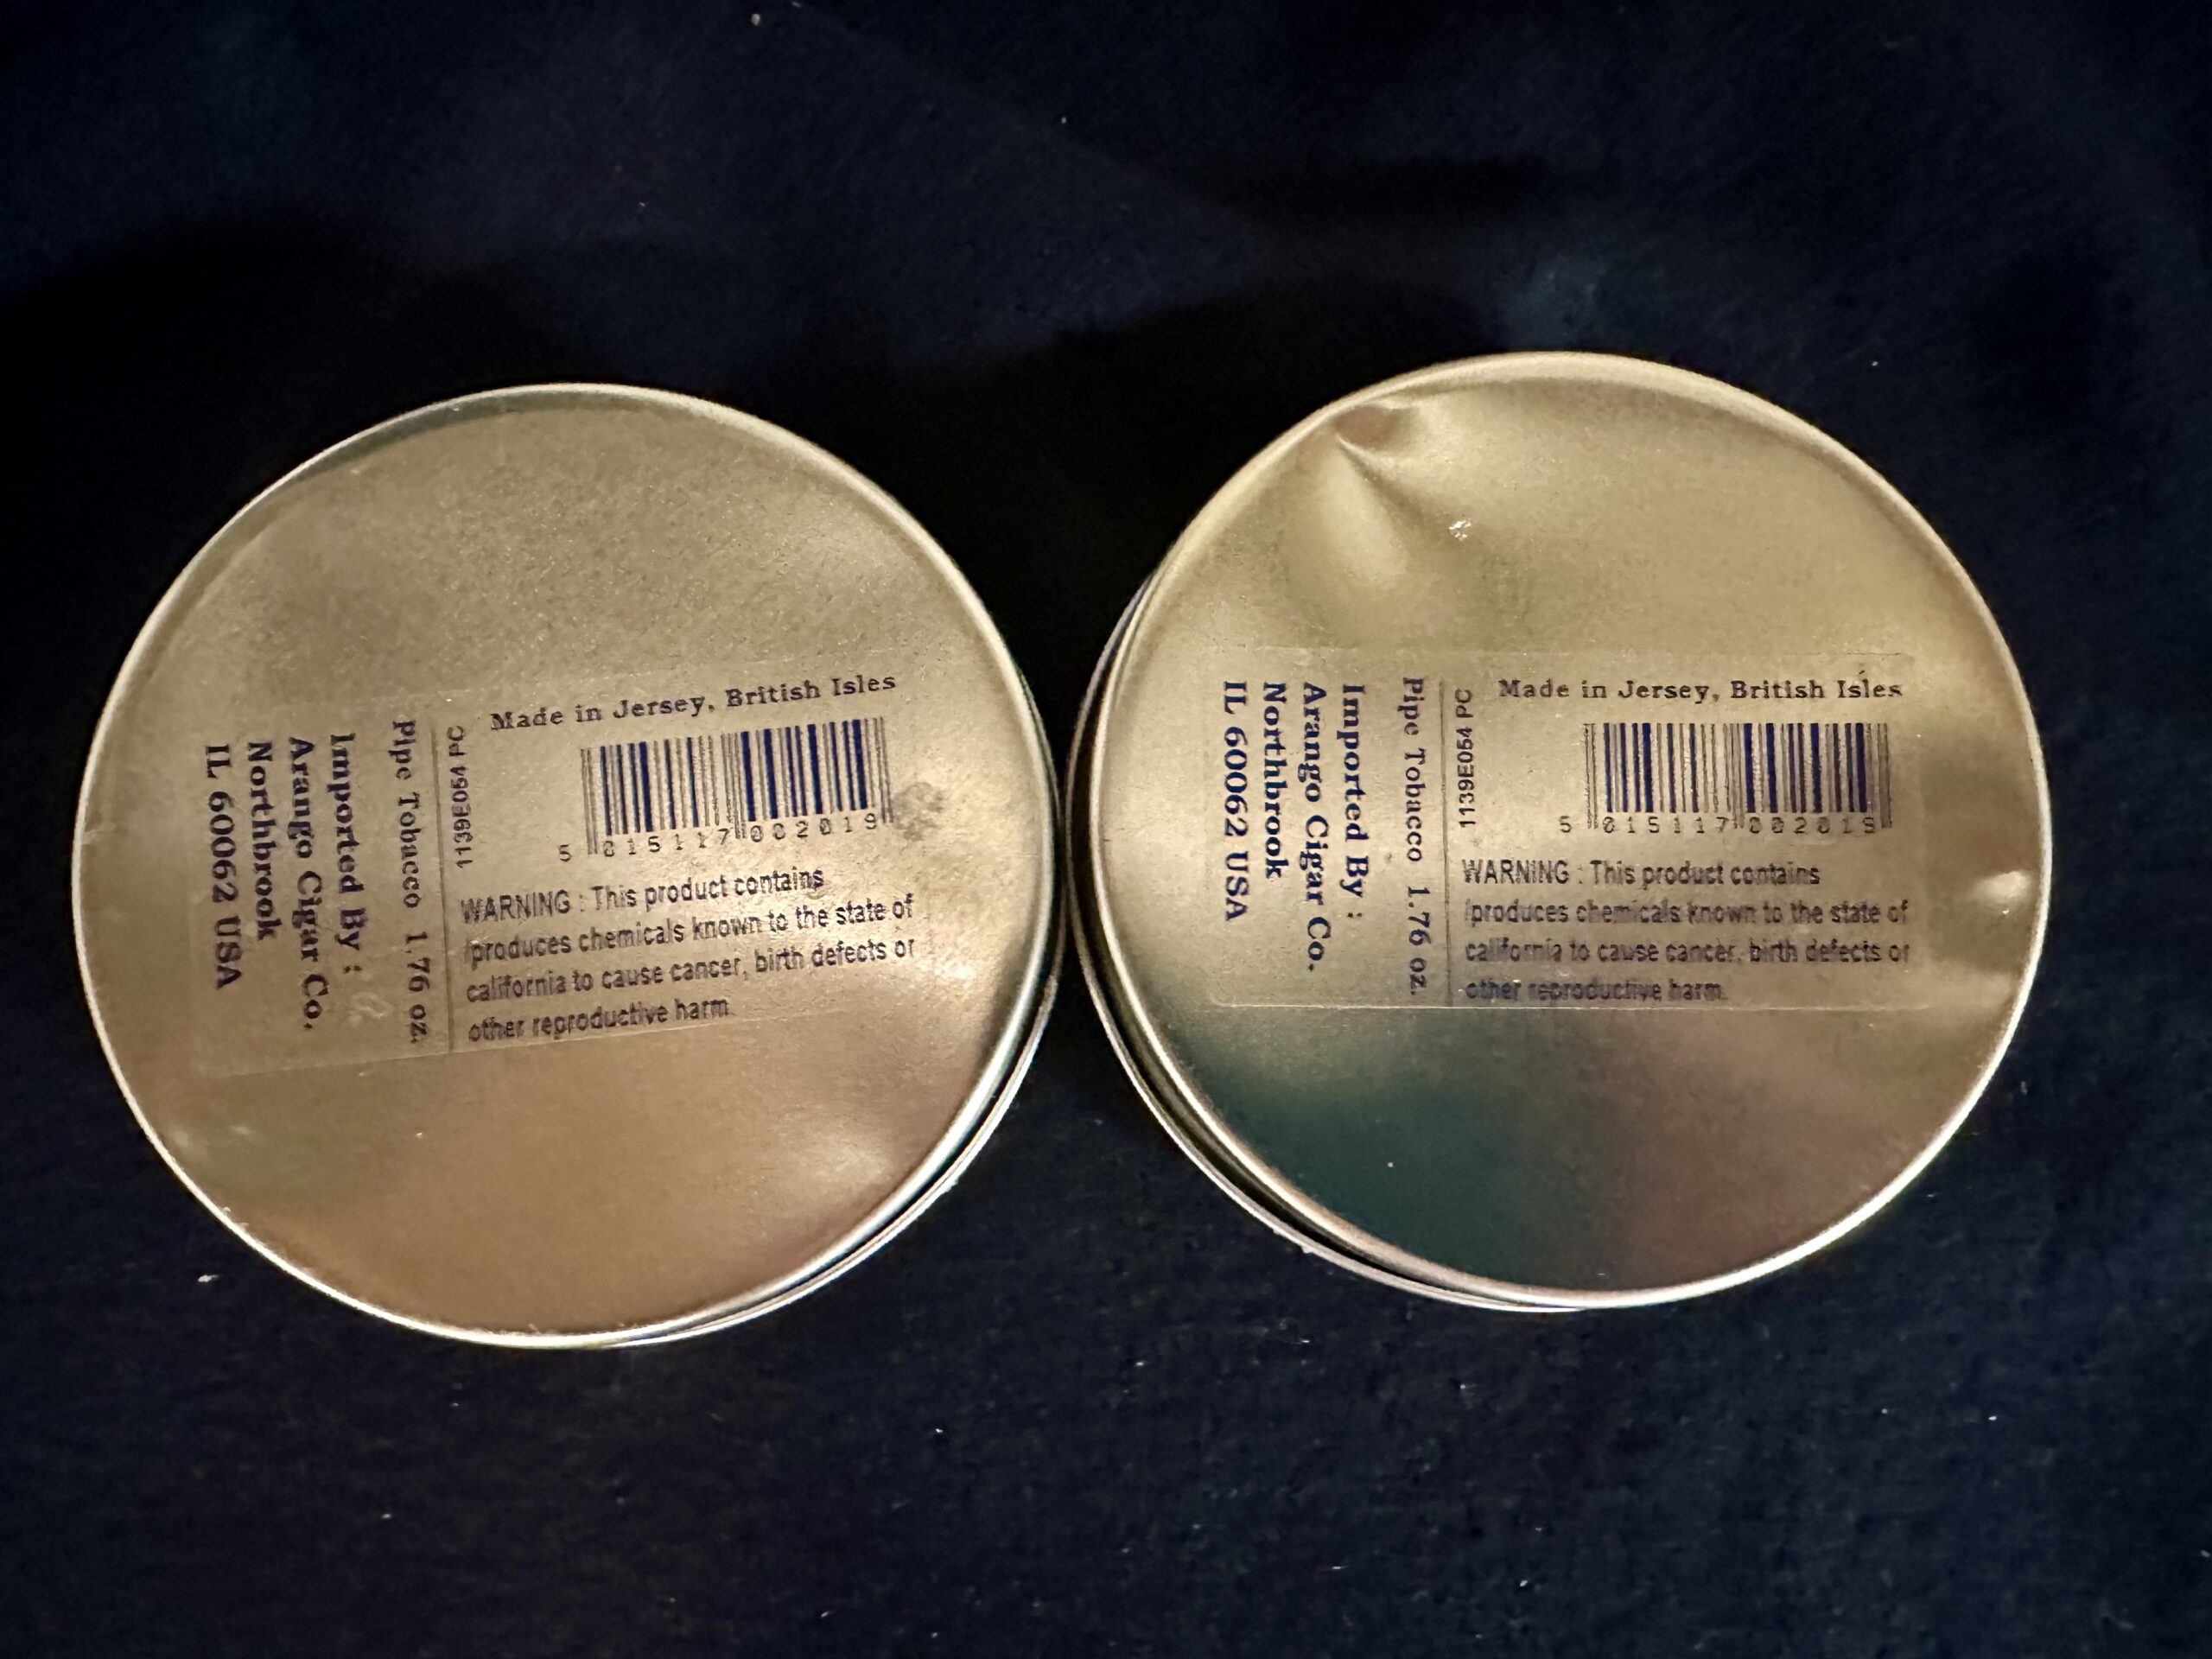 Made in Jersey, British Isles
5 015117 002019
WARNING : This product contains
/produces chemicals known to the state of
california to cause cancer, birth defects or
other reproductive harm.
1139E054 PC
Pipe Tobacco 1.76 oz.
Imported By :
Arango Cigar Co.
Northbrook
IL 60062 USA
Made in Jersey, British Isles
5 015117 002019
WARNING : This product contains
/produces chemicals known to the state of
california to cause cancer, birth defects or
other reproductive harm.
1139E054 PC
Pipe Tobacco 1.76 oz.
Imported By :
Arango Cigar Co.
Northbrook
IL 60062 USA